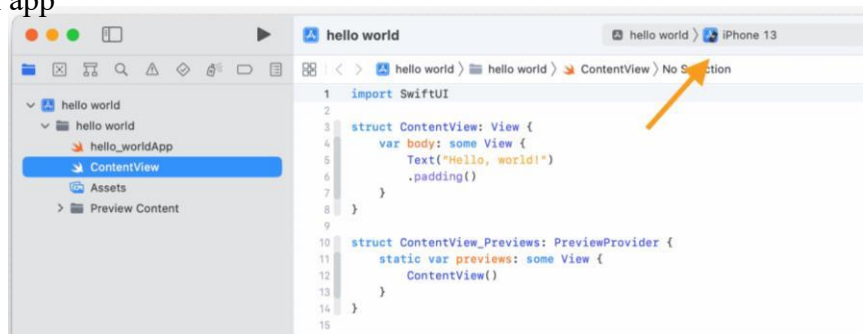 app
hello world
hello world 〉 iPhone 13
hello world 〉 hello world 〉 ContentView 〉 No
hello world
hello world
hello_worldApp
ContentView
Assets
Preview Content
1 import SwiftUI
2
3 struct ContentView: View {
4 var body: some View {
5 Text("Hello, world!")
6 .padding()
7 }
8 }
9
10 struct ContentView_Previews: PreviewProvider {
11 static var previews: some View {
12 ContentView()
13 }
14 }
15